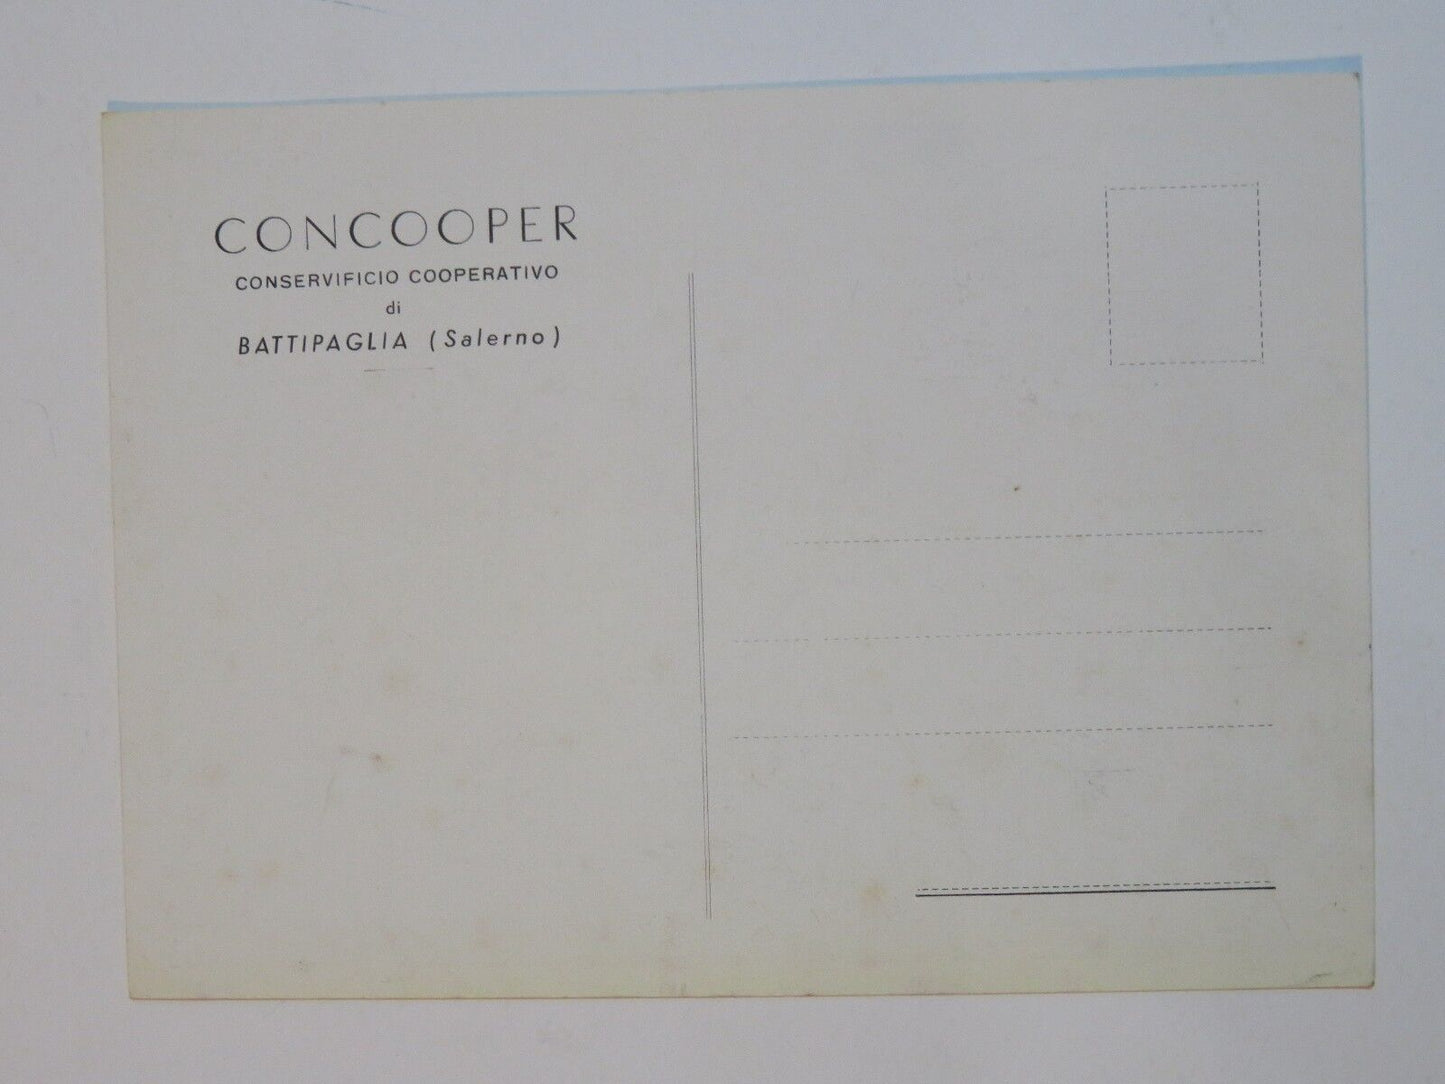 CONCOOPER
CONSERVIFICIO COOPERATIVO
di
BATTIPAGLIA (Salerno)